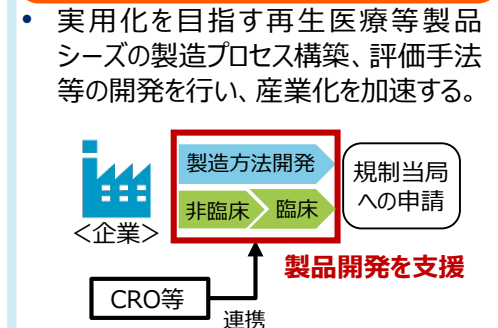 • 実用化を目指す再生医療等製品
シーズの製造プロセス構築、評価手法
等の開発を行い、産業化を加速する。
製造方法開発
非臨床
臨床
規制当局
への申請
<企業>
製品開発を支援
CRO等
連携